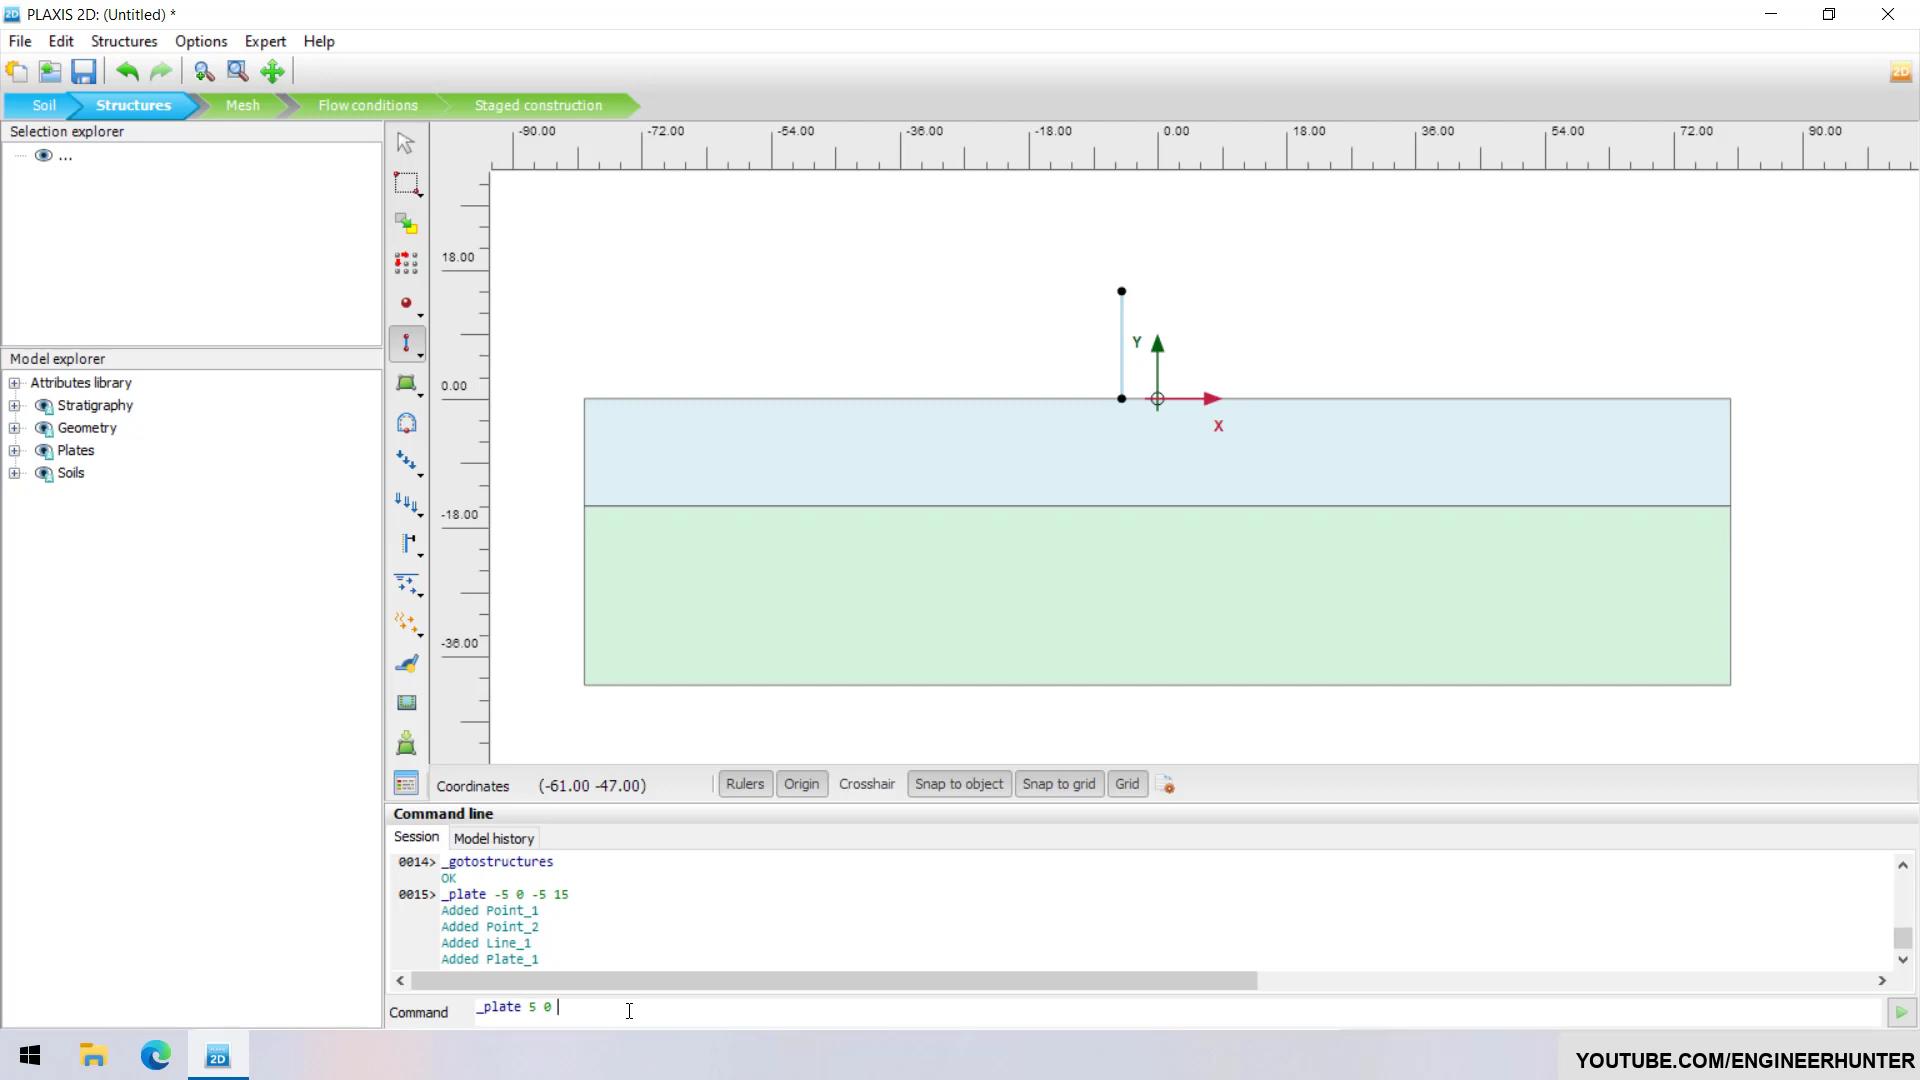 PLAXIS 2D: (Untitled) *
File Edit Structures Options Expert Help
Soil Structures Mesh Flow conditions Staged construction
Selection explorer
...
Model explorer
Attributes library
Stratigraphy
Geometry
Plates
Soils
-90.00 -72.00 -54.00 -36.00 -18.00 0.00 18.00 36.00 54.00 72.00 90.00
18.00
0.00
-18.00
-36.00
Y
X
Coordinates (-61.00 -47.00) Rulers Origin Crosshair Snap to object Snap to grid Grid
Command line
Session Model history
0014> _gotostructures
OK
0015> _plate -5 0 -5 15
Added Point_1
Added Point_2
Added Line_1
Added Plate_1
Command _plate 5 0
2D
2D
YOUTUBE.COM/ENGINEERHUNTER